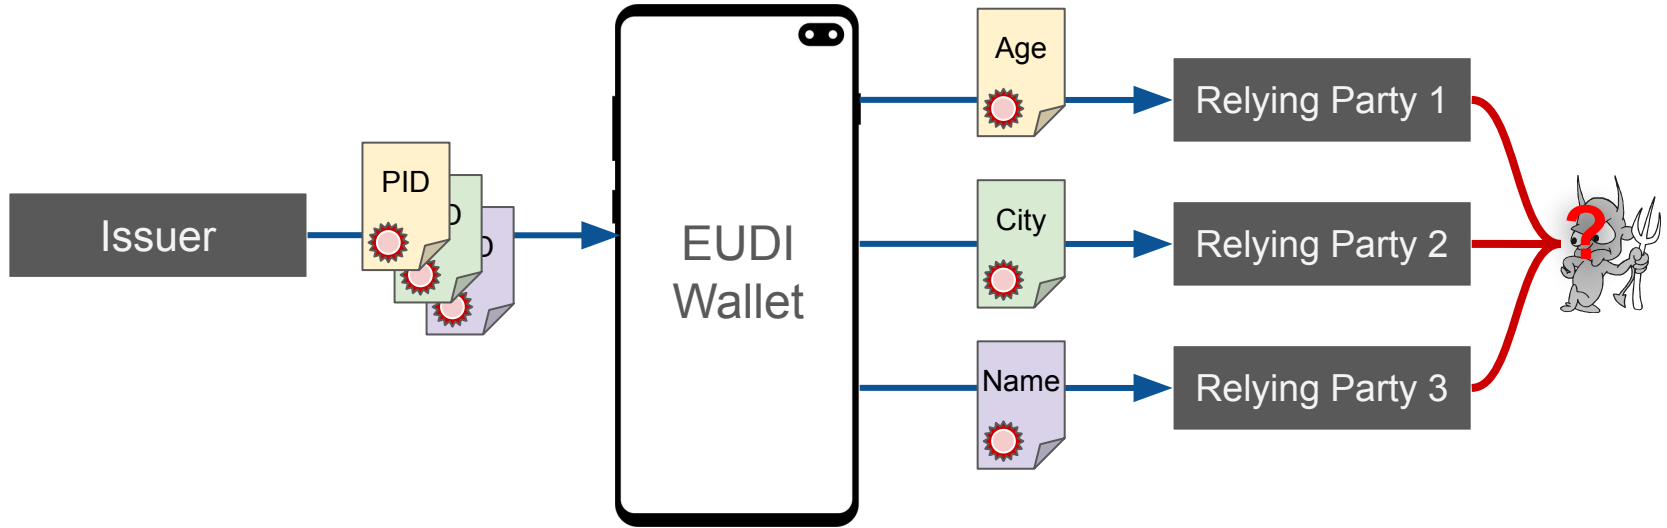 Issuer
PID
D
D
EUDI
Wallet
Age
City
Name
Relying Party 1
Relying Party 2
Relying Party 3
?